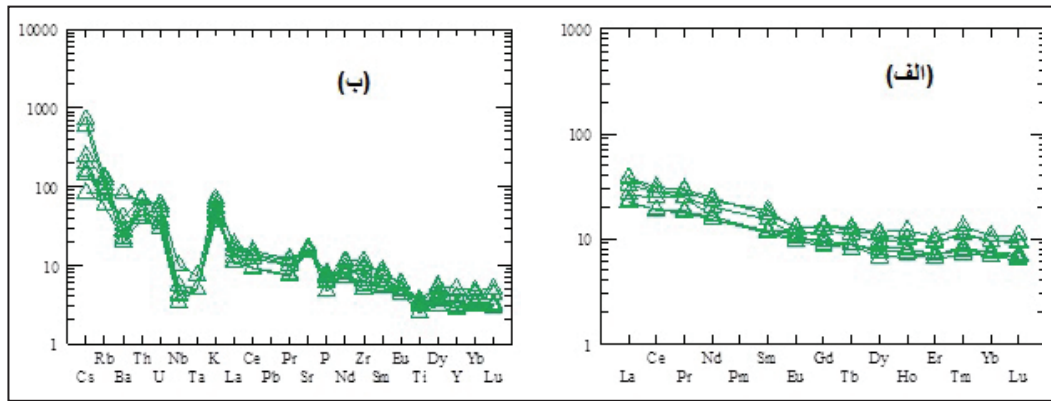 (ب)
10000
1000
100
10
1
Rb Th Nb K Ce Pr P Zr Eu Dy Yb
Cs Ba U Ta La Pb Sr Nd Sm Ti Y Lu
(الف)
1000
100
10
1
Ce Nd Sm Gd Dy Er Yb
La Pr Pm Eu Tb Ho Tm Lu